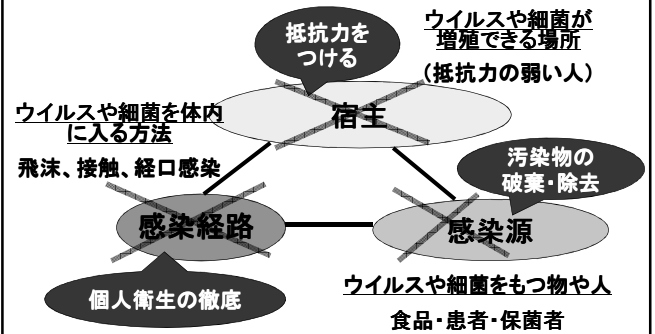 抵抗力を
つける
ウイルスや細菌が
増殖できる場所
（抵抗力の弱い人）
宿主
ウイルスや細菌を体内
に入る方法
飛沫、接触、経口感染
汚染物の
破棄・除去
感染経路
感染源
個人衛生の徹底
ウイルスや細菌をもつ物や人
食品・患者・保菌者